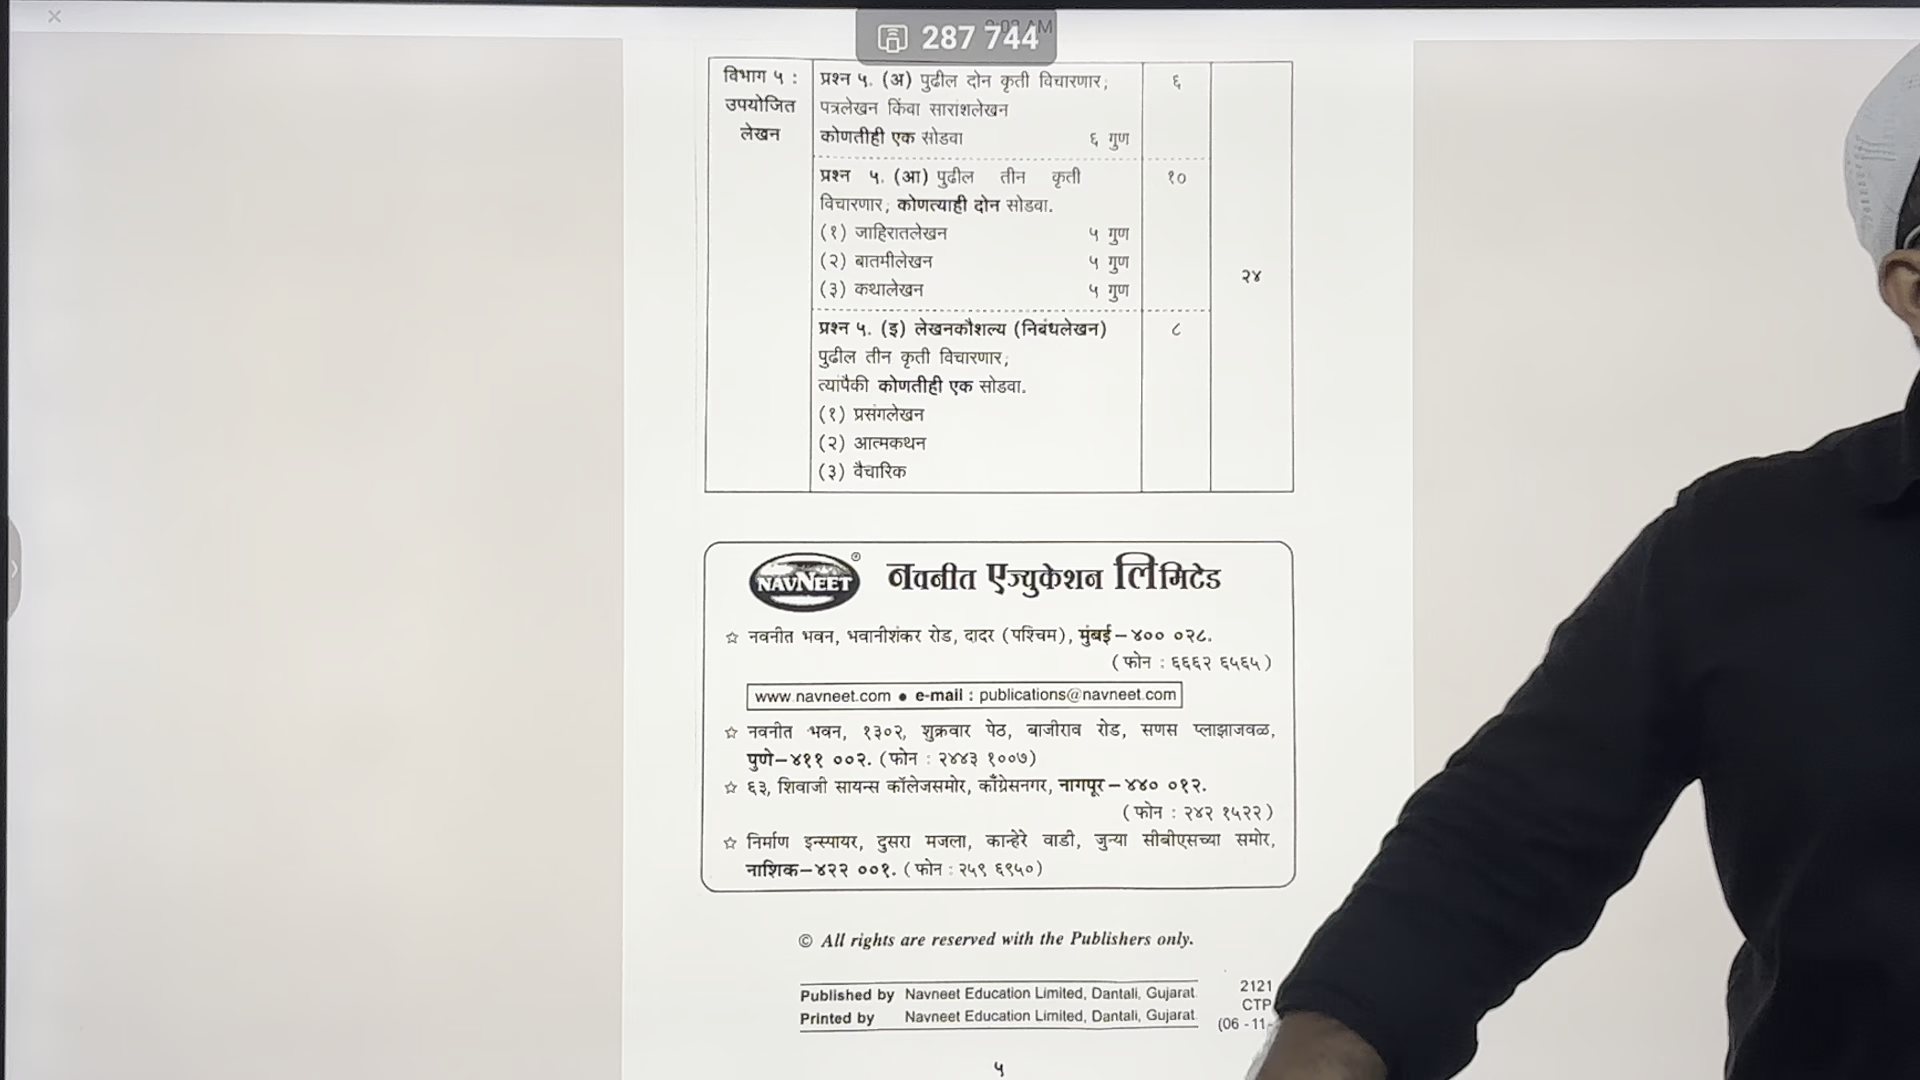 287 744
विभाग ५ : प्रश्न ५. (अ) पुढील दोन कृती विचारणार; ६
उपयोजित पत्रलेखन किंवा सारांशलेखन
लेखन कोणतीही एक सोडवा ६ गुण
प्रश्न ५. (आ) पुढील तीन कृती १०
विचारणार; कोणत्याही दोन सोडवा.
(१) जाहिरातलेखन ५ गुण
(२) बातमीलेखन ५ गुण
२४
(३) कथालेखन ५ गुण
प्रश्न ५. (इ) लेखनकौशल्य (निबंधलेखन) ८
पुढील तीन कृती विचारणार;
त्यांपैकी कोणतीही एक सोडवा.
(१) प्रसंगलेखन
(२) आत्मकथन
(३) वैचारिक
NAVNEET ® नवनीत एज्युकेशन लिमिटेड
☆ नवनीत भवन, भवानीशंकर रोड, दादर (पश्चिम), मुंबई–४०० ०२८.
(फोन : ६६६२ ६५६५)
www.navneet.com ● e-mail : publications@navneet.com
☆ नवनीत भवन, १३०२, शुक्रवार पेठ, बाजीराव रोड, सणस प्लाझाजवळ,
पुणे–४११ ००२. (फोन : २४४३ १००७)
☆ ६३, शिवाजी सायन्स कॉलेजसमोर, काँग्रेसनगर, नागपूर–४४० ०१२.
(फोन : २४२ १५२२)
☆ निर्माण इन्स्पायर, दुसरा मजला, कान्हेरे वाडी, जुन्या सीबीएसच्या समोर,
नाशिक–४२२ ००१. (फोन : २५९ ६९५०)
© All rights are reserved with the Publishers only.
Published by Navneet Education Limited, Dantali, Gujarat. 2121
CTP
Printed by Navneet Education Limited, Dantali, Gujarat. (06-11-
५